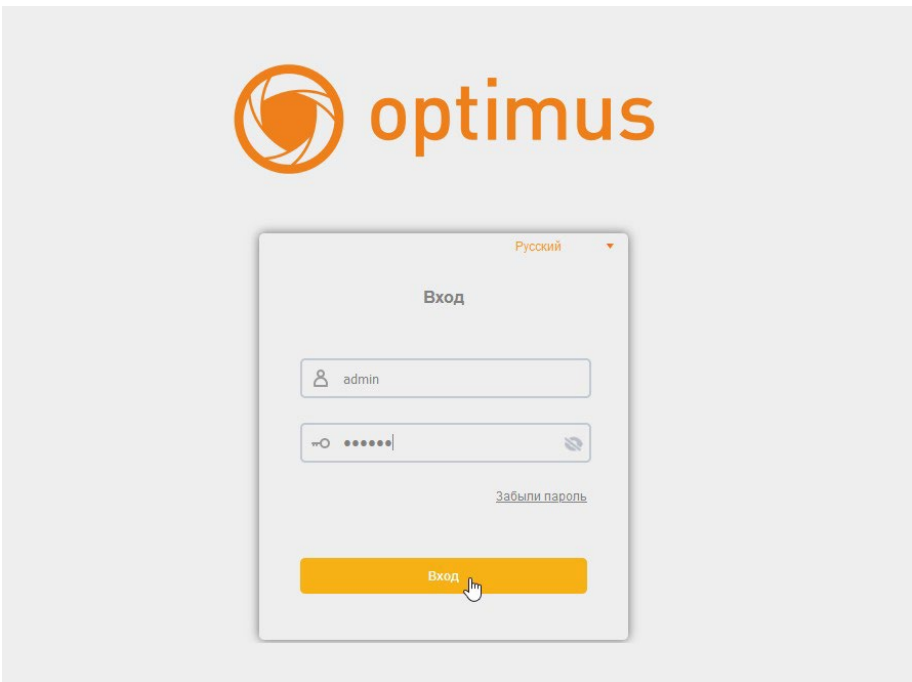 optimus
Русский
Вход
admin
••••••
Забыли пароль
Вход